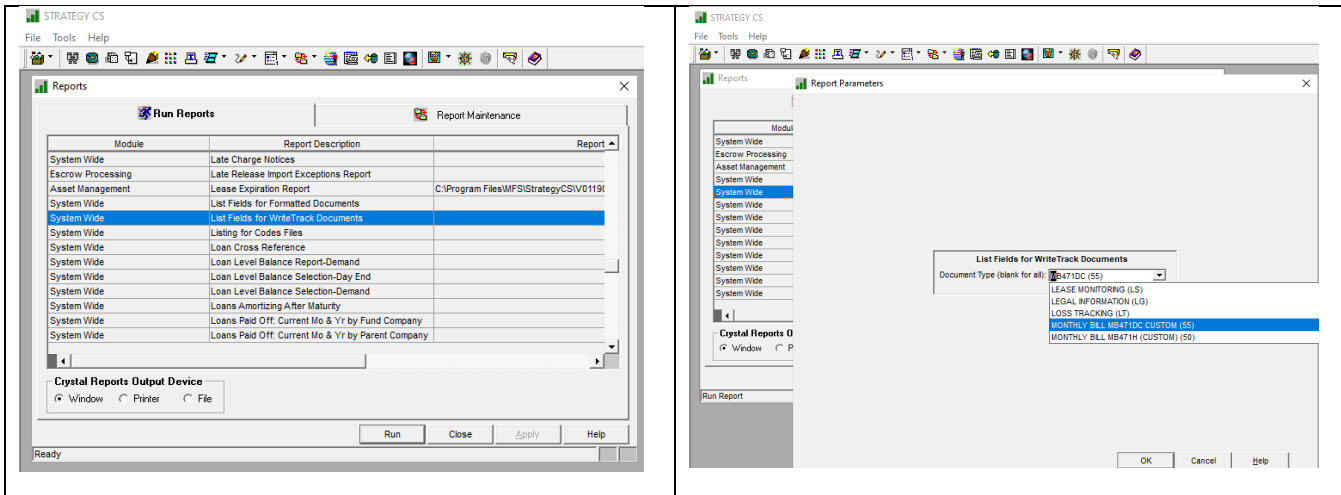 STRATEGY CS
File Tools Help
Reports
Run Reports
Report Maintenance
Module Report Description Report
System Wide Late Charge Notices
Escrow Processing Late Release Import Exceptions Report
Asset Management Lease Expiration Report C:\Program Files\MFS\StrategyCS\V01190
System Wide List Fields for Formatted Documents
System Wide List Fields for WriteTrack Documents
System Wide Listing for Codes Files
System Wide Loan Cross Reference
System Wide Loan Level Balance Report-Demand
System Wide Loan Level Balance Selection-Day End
System Wide Loan Level Balance Selection-Demand
System Wide Loans Amortizing After Maturity
System Wide Loans Paid Off: Current Mo & Yr by Fund Company
System Wide Loans Paid Off: Current Mo & Yr by Parent Company
Crystal Reports Output Device
Window Printer File
Run Close Apply Help
Ready
STRATEGY CS
File Tools Help
Reports
Report Parameters
Modul
System Wide
Escrow Processing
Asset Management
System Wide
System Wide
System Wide
System Wide
System Wide
System Wide
System Wide
System Wide
System Wide
System Wide
Crystal Reports O
Window P
Run Report
List Fields for WriteTrack Documents
Document Type (blank for all): MB471DC (55)
LEASE MONITORING (LS)
LEGAL INFORMATION (LG)
LOSS TRACKING (LT)
MONTHLY BILL MB471DC CUSTOM (55)
MONTHLY BILL MB471H (CUSTOM) (50)
OK Cancel Help